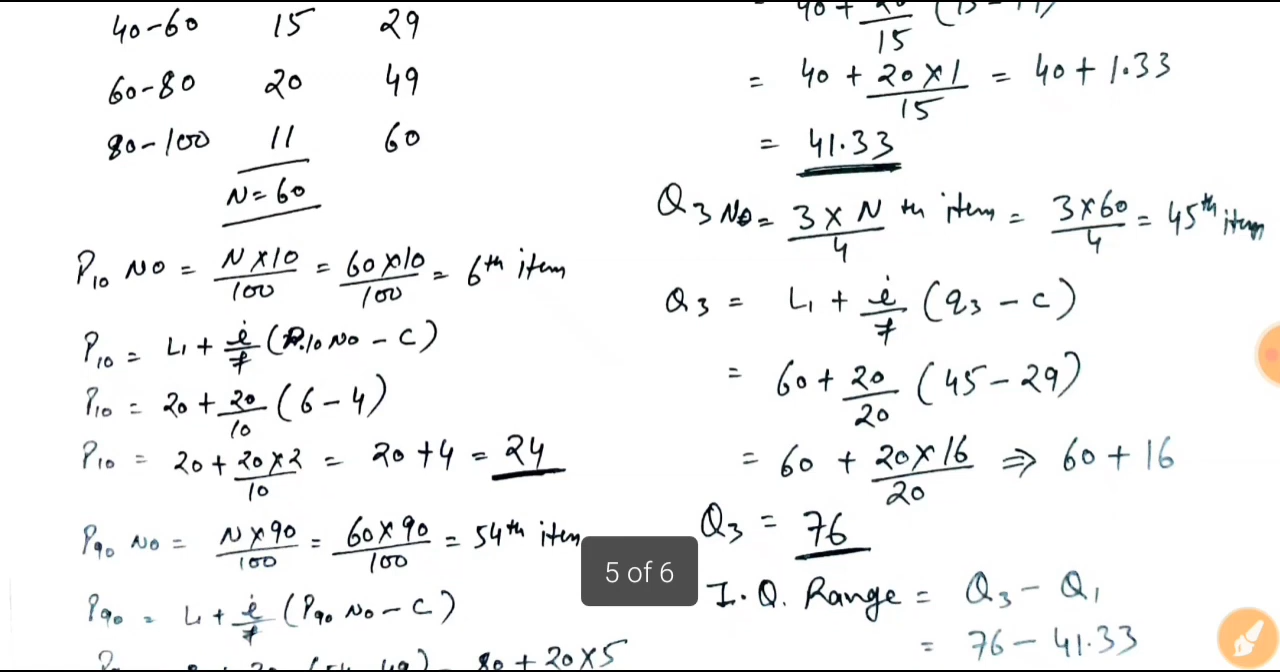 40-60 15 29
60-80 20 49
80-100 11 60
N=60
P10 NO = N×10/100 = 60×10/100 = 6th item
P10 = L1 + i/f (P10 NO - C)
P10 = 20 + 20/10 (6-4)
P10 = 20 + 20×2/10 = 20+4 = 24
P90 NO = N×90/100 = 60×90/100 = 54th item
P90 = L1 + i/f (P90 NO - C)
80 + 20×5
15
= 40 + 20×1/15 = 40 + 1.33
= 41.33
Q3 NO = 3×N/4 th item = 3×60/4 = 45th item
Q3 = L1 + i/f (q3 - C)
= 60 + 20/20 (45-29)
= 60 + 20×16/20 ⇒ 60+16
Q3 = 76
I.Q. Range = Q3 - Q1
= 76 - 41.33
5 of 6